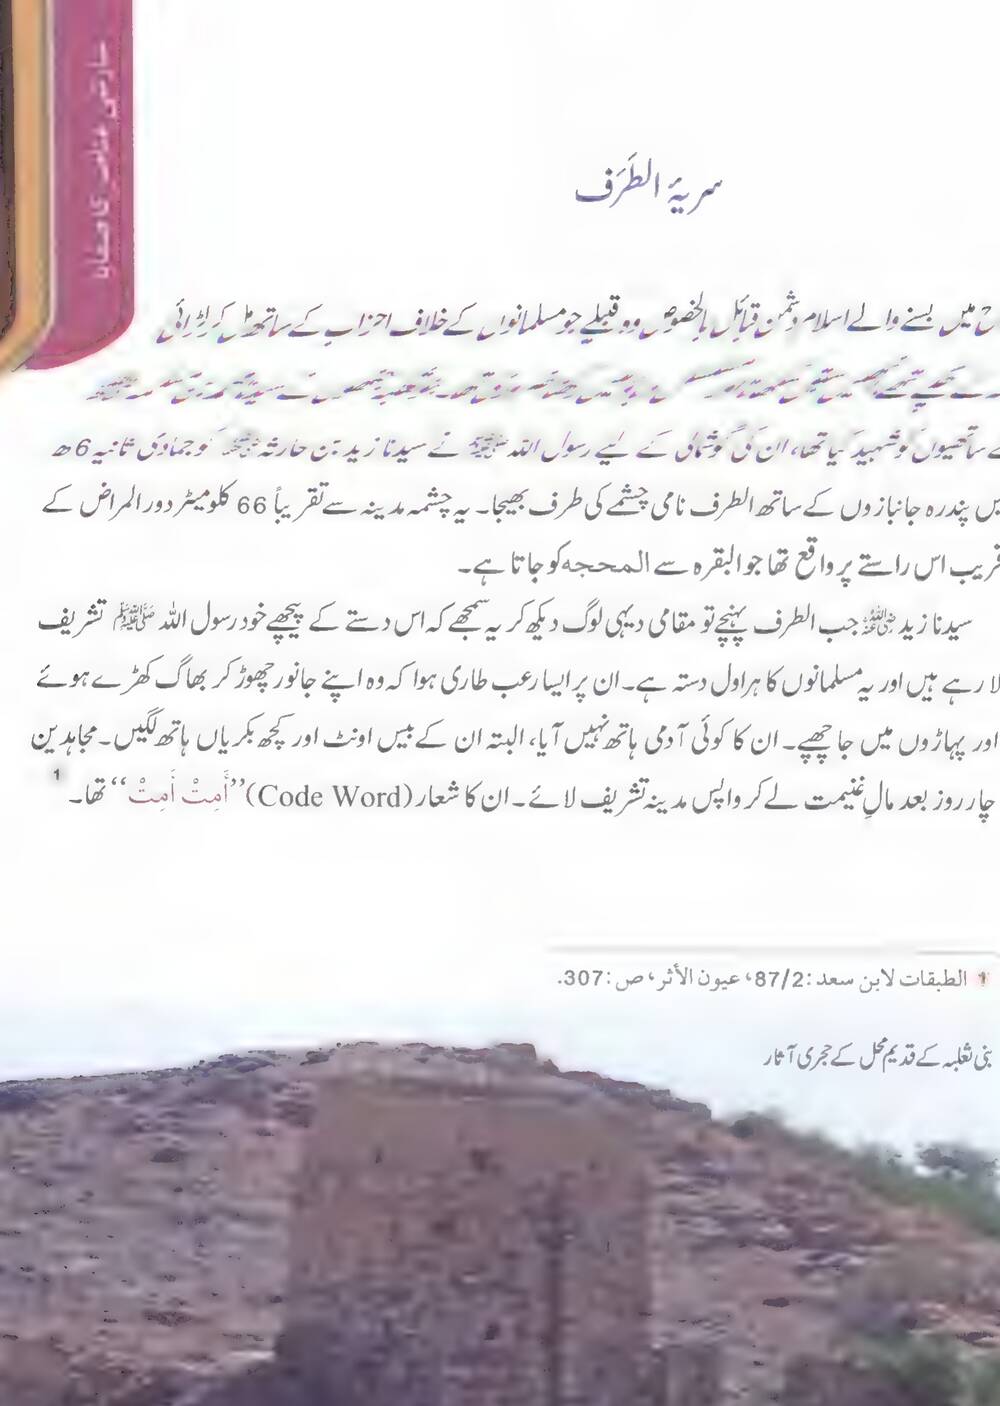 خارجی عناصر کا صفایا
سریۂ الطَرَف
میں بسنے والے اسلام دشمن قبائل بالخصوص وہ قبیلے جو مسلمانوں کے خلاف احزاب کے ساتھ مل کر لڑائی
کے لیے
ساتھیوں کو شہید کیا تھا، ان کی گوشمالی کے لیے رسول اللہ ﷺ نے سیدنا زید بن حارثہ رضی اللہ عنہ کو جمادی ثانیہ 6ھ
پندرہ جانبازوں کے ساتھ الطرف نامی چشمے کی طرف بھیجا۔ یہ چشمہ مدینہ سے تقریباً 66 کلومیٹر دور المراض کے
قریب اس راستے پر واقع تھا جو البقرہ سے المحجہ کو جاتا ہے۔
سیدنا زید رضی اللہ عنہ جب الطرف پہنچے تو مقامی دیہی لوگ دیکھ کر یہ سمجھے کہ اس دستے کے پیچھے خود رسول اللہ ﷺ تشریف
لا رہے ہیں اور یہ مسلمانوں کا ہراول دستہ ہے۔ ان پر ایسا رعب طاری ہوا کہ وہ اپنے جانور چھوڑ کر بھاگ کھڑے ہوئے
اور پہاڑوں میں جا چھپے۔ ان کا کوئی آدمی ہاتھ نہیں آیا، البتہ ان کے بیس اونٹ اور کچھ بکریاں ہاتھ لگیں۔ مجاہدین
چار روز بعد مالِ غنیمت لے کر واپس مدینہ تشریف لائے۔ ان کا شعار (Code Word) ”أَمِتْ أَمِتْ“ تھا۔ 1
1 الطبقات لابن سعد: 87/2، عیون الأثر، ص: 307.
بنی ثعلبہ کے قدیم محل کے حجری آثار